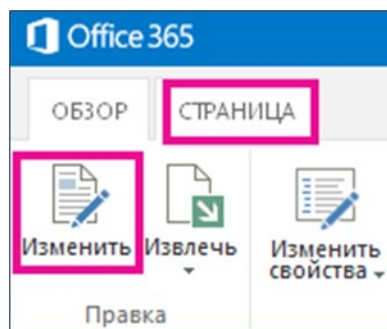 Office 365
ОБЗОР СТРАНИЦА
Изменить Извлечь Изменить
свойства
Правка